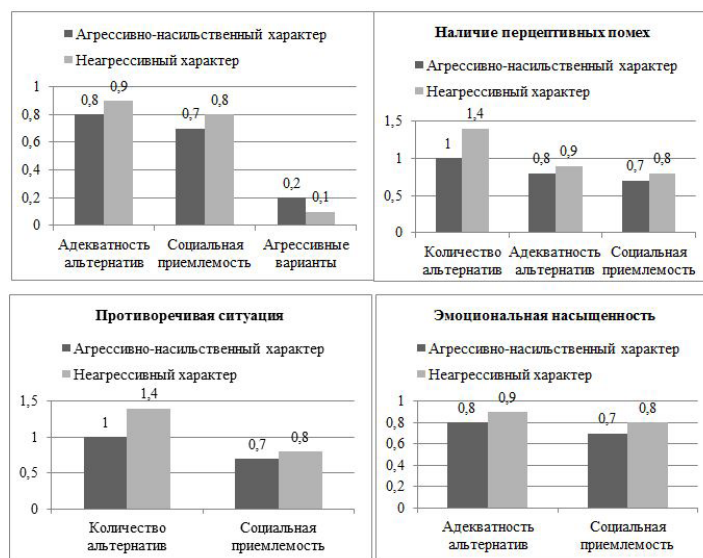 Агрессивно-насильственный характер
Неагрессивный характер
1
0,8
0,6
0,4
0,2
0
0,8
0,9
0,7
0,8
0,2
0,1
Адекватность
альтернатив
Социальная
приемлемость
Агрессивные
варианты
Наличие перцептивных помех
Агрессивно-насильственный характер
Неагрессивный характер
1,5
1
0,5
0
1
1,4
0,8
0,9
0,7
0,8
Количество
альтернатив
Адекватность
альтернатив
Социальная
приемлемость
Противоречивая ситуация
Агрессивно-насильственный характер
Неагрессивный характер
1,5
1
0,5
0
1
1,4
0,7
0,8
Количество
альтернатив
Социальная
приемлемость
Эмоциональная насыщенность
Агрессивно-насильственный характер
Неагрессивный характер
1
0,8
0,6
0,4
0,2
0
0,8
0,9
0,7
0,8
Адекватность
альтернатив
Социальная
приемлемость